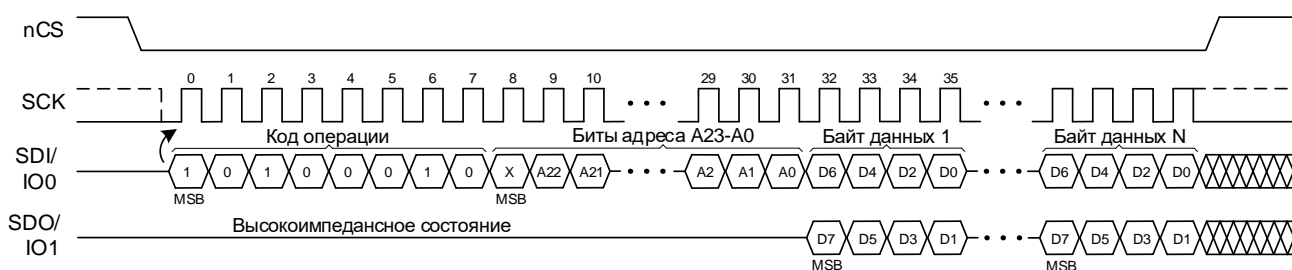 nCS
0 1 2 3 4 5 6 7 8 9 10 29 30 31 32 33 34 35
SCK
Код операции Биты адреса A23-A0 Байт данных 1 Байт данных N
SDI/
IO0
1 0 1 0 0 0 1 0 X A22 A21 A2 A1 A0 D6 D4 D2 D0 D6 D4 D2 D0
MSB MSB
SDO/
IO1
Высокоимпедансное состояние
D7 D5 D3 D1 D7 D5 D3 D1
MSB MSB